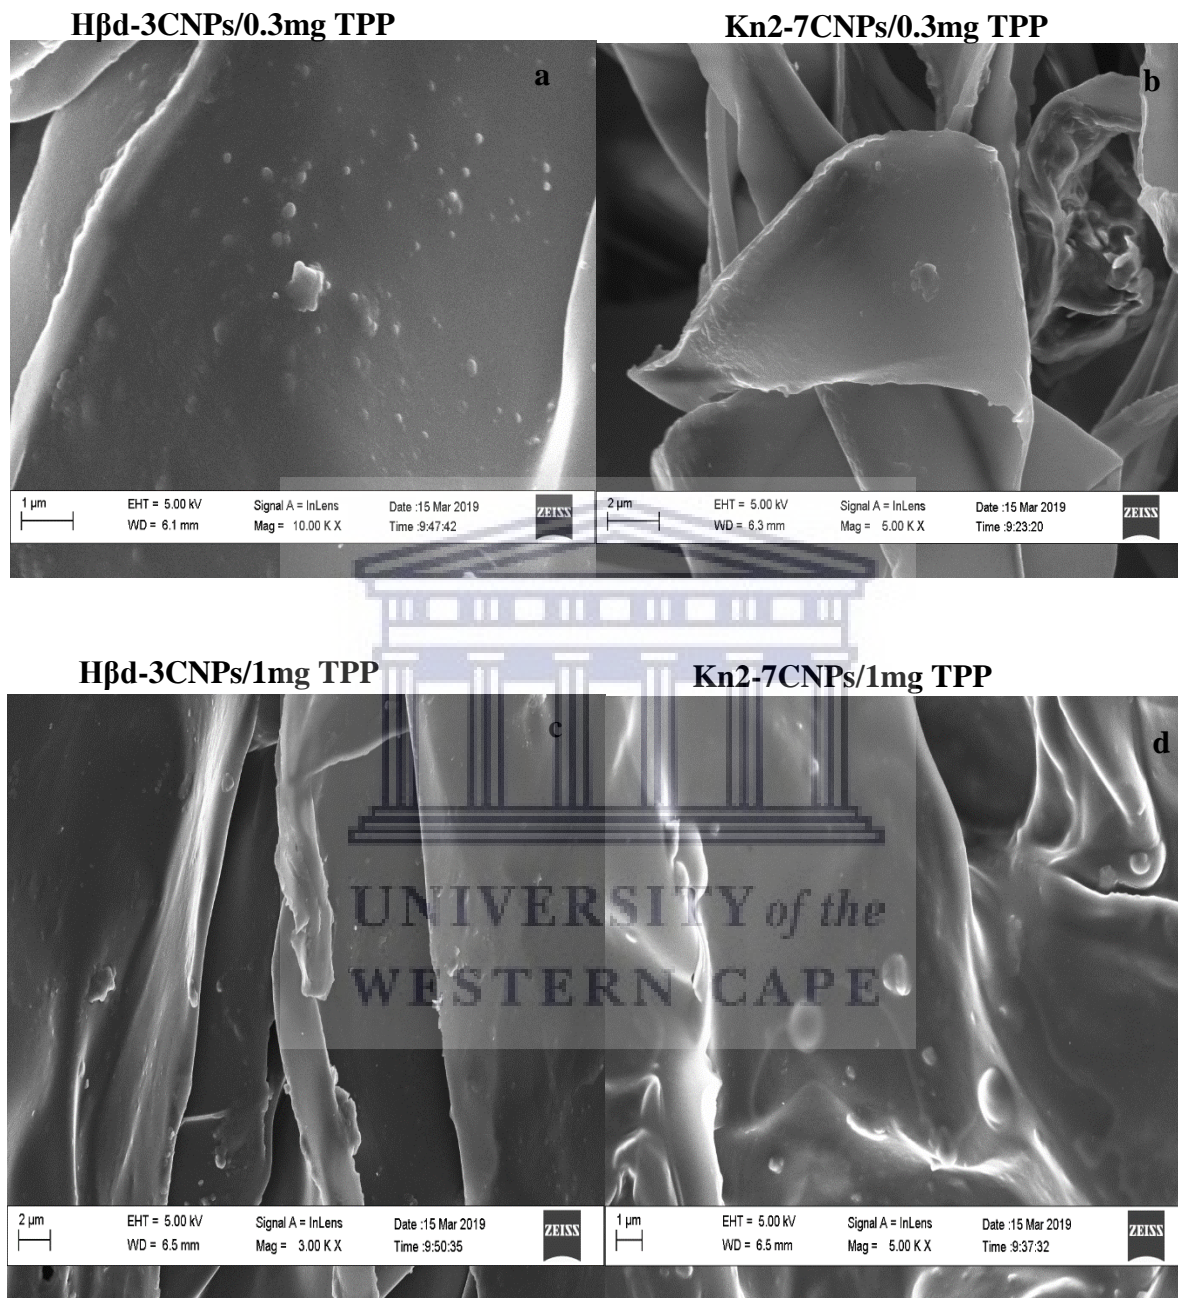 Hβd-3CNPs/0.3mg TPP
Kn2-7CNPs/0.3mg TPP
a
b
1 µm
EHT = 5.00 kV
Signal A = InLens
Date :15 Mar 2019
WD = 6.1 mm
Mag = 10.00 K X
Time :9:47:42
ZEISS
2 µm
EHT = 5.00 kV
Signal A = InLens
Date :15 Mar 2019
WD = 6.3 mm
Mag = 5.00 K X
Time :9:23:20
ZEISS
Hβd-3CNPs/1mg TPP
Kn2-7CNPs/1mg TPP
c
d
UNIVERSITY of the
WESTERN CAPE
2 µm
EHT = 5.00 kV
Signal A = InLens
Date :15 Mar 2019
WD = 6.5 mm
Mag = 3.00 K X
Time :9:50:35
ZEISS
1 µm
EHT = 5.00 kV
Signal A = InLens
Date :15 Mar 2019
WD = 6.5 mm
Mag = 5.00 K X
Time :9:37:32
ZEISS